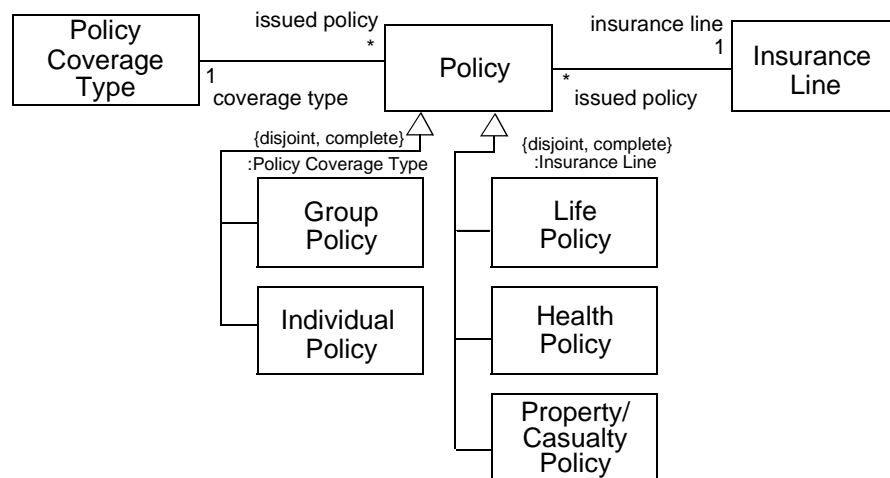 Policy
Coverage
Type
issued policy
*
1
coverage type
Policy
insurance line
1
*
issued policy
Insurance
Line
{disjoint, complete}
:Policy Coverage Type
Group
Policy
Individual
Policy
{disjoint, complete}
:Insurance Line
Life
Policy
Health
Policy
Property/
Casualty
Policy